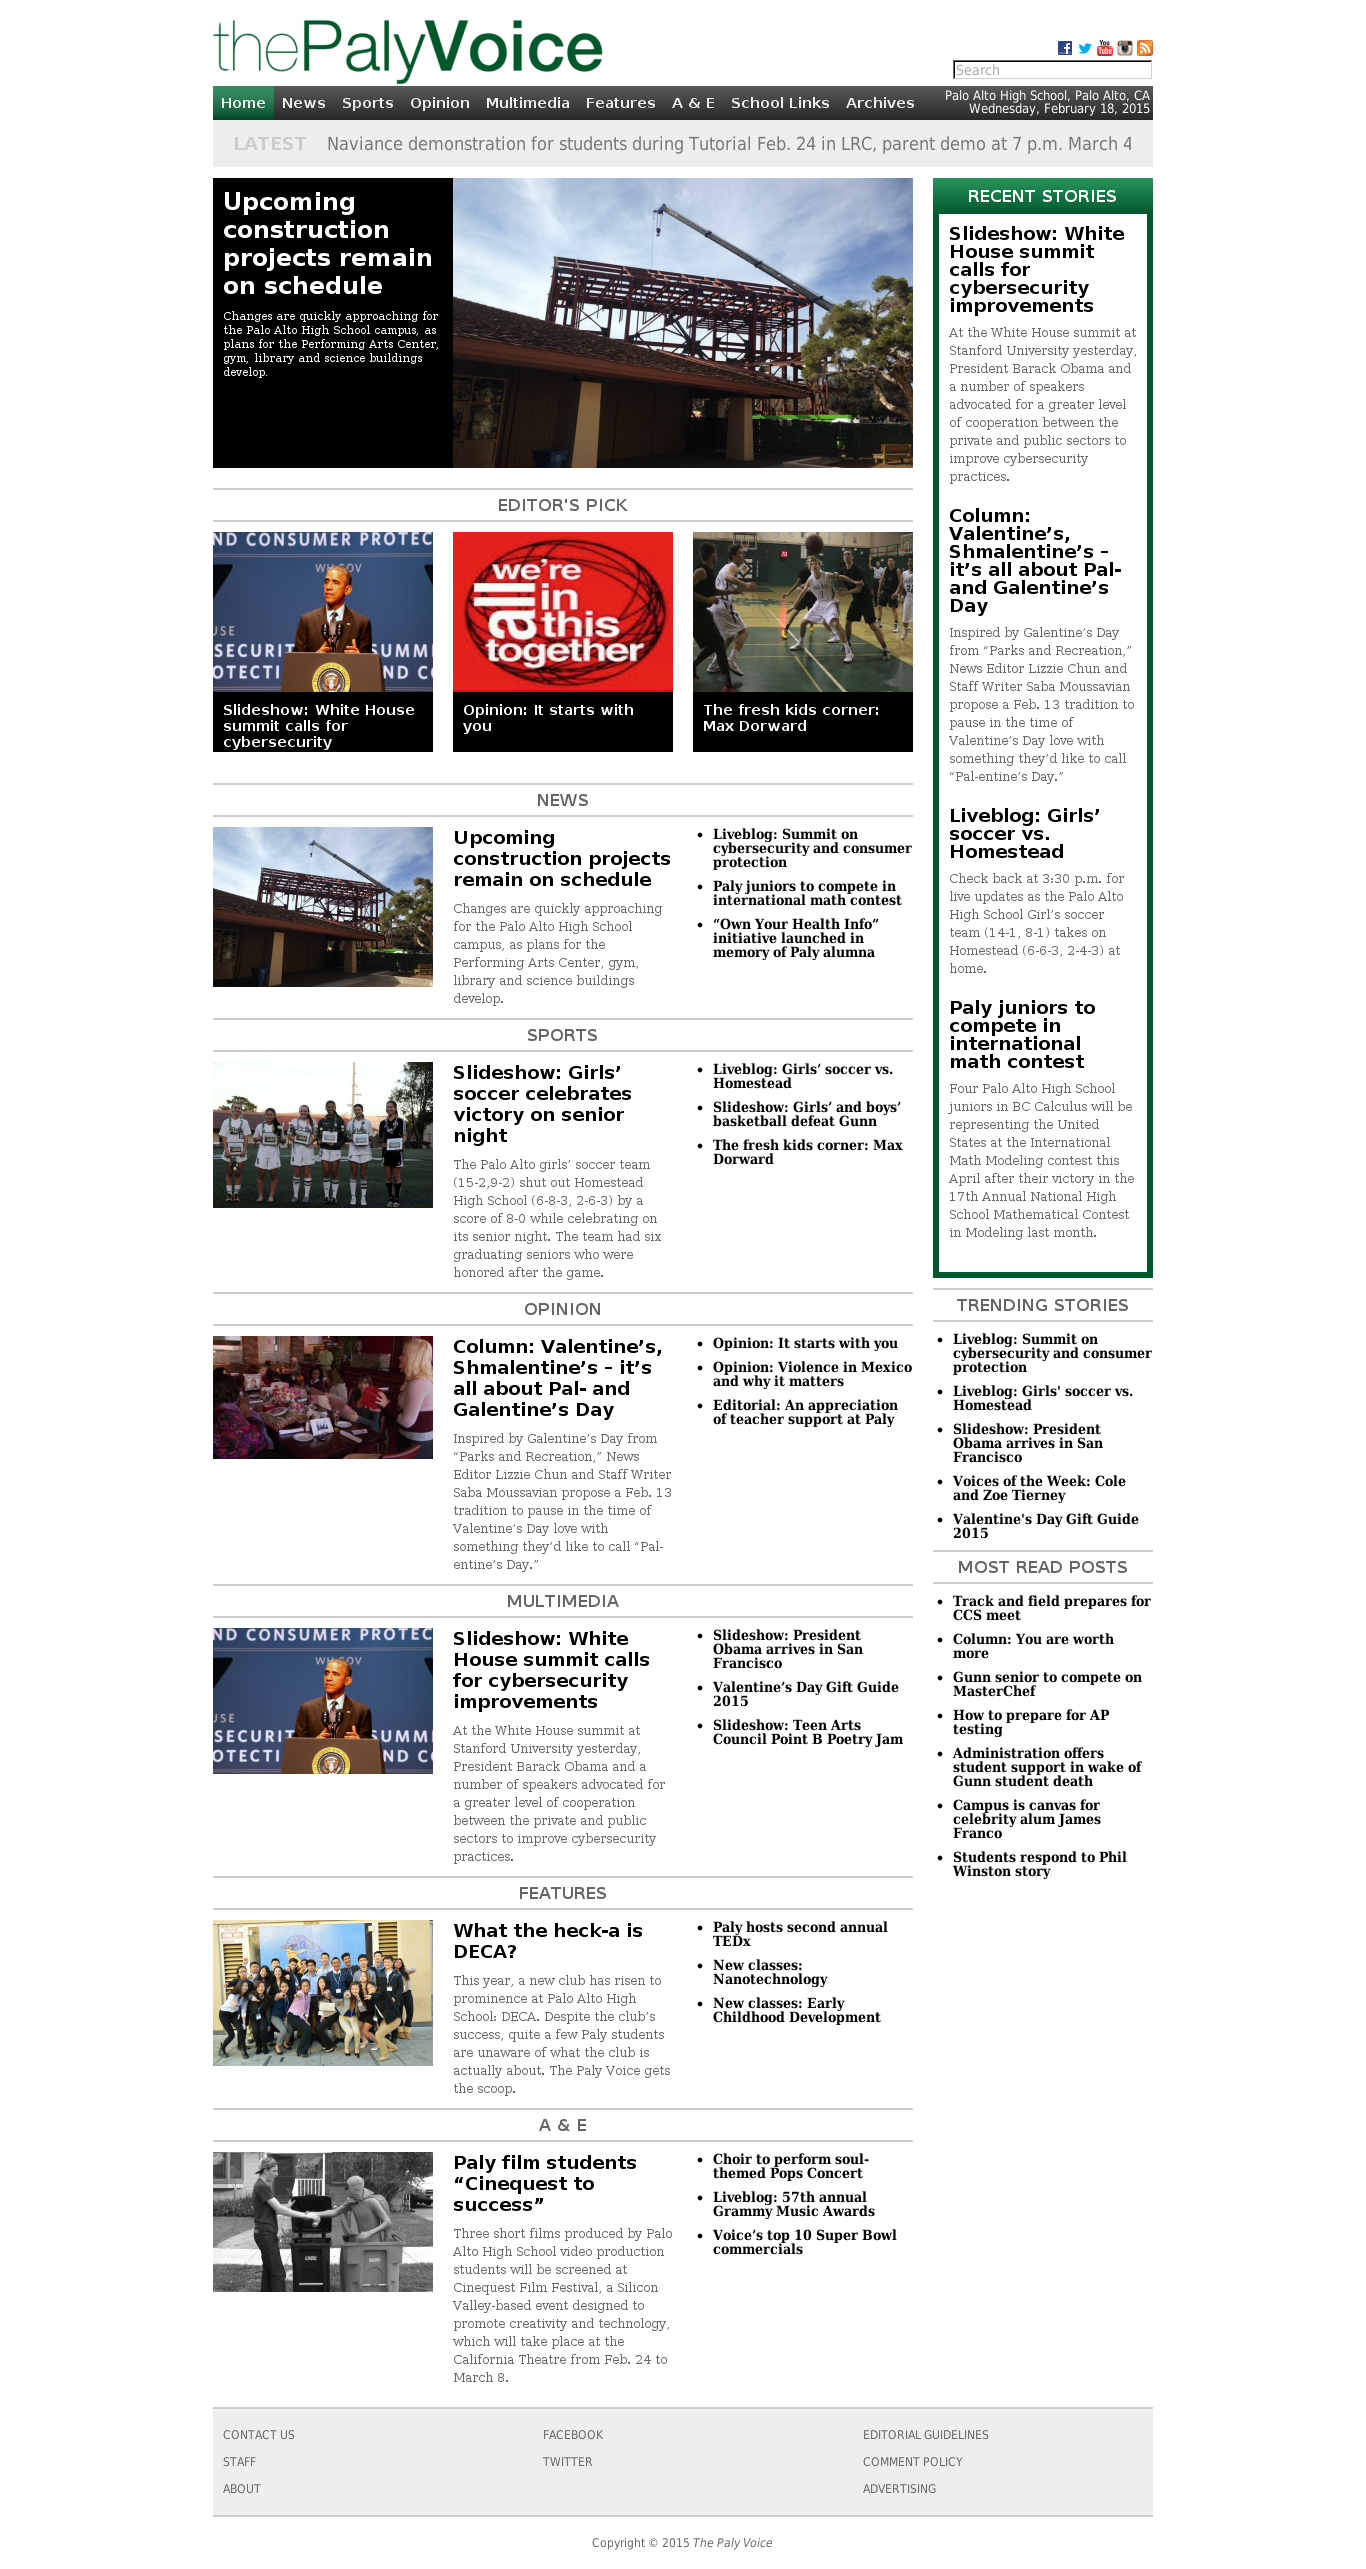 thePalyVoice
Search
Home News Sports Opinion Multimedia Features A & E School Links Archives
Palo Alto High School, Palo Alto, CA
Wednesday, February 18, 2015
LATEST Naviance demonstration for students during Tutorial Feb. 24 in LRC, parent demo at 7 p.m. March 4
Upcoming
construction
projects remain
on schedule
Changes are quickly approaching for
the Palo Alto High School campus, as
plans for the Performing Arts Center,
gym, library and science buildings
develop.
EDITOR'S PICK
ND CONSUMER PROTEC
WH.GOV
USE
SECURIT
SUMM
ROTECTI
ND CO
Slideshow: White House
summit calls for
cybersecurity
we're
in
all
this
together
Opinion: It starts with
you
The fresh kids corner:
Max Dorward
NEWS
Upcoming
construction projects
remain on schedule
Changes are quickly approaching
for the Palo Alto High School
campus, as plans for the
Performing Arts Center, gym,
library and science buildings
develop.
• Liveblog: Summit on
cybersecurity and consumer
protection
• Paly juniors to compete in
international math contest
• “Own Your Health Info”
initiative launched in
memory of Paly alumna
SPORTS
Slideshow: Girls’
soccer celebrates
victory on senior
night
The Palo Alto girls’ soccer team
(15-2,9-2) shut out Homestead
High School (6-8-3, 2-6-3) by a
score of 8-0 while celebrating on
its senior night. The team had six
graduating seniors who were
honored after the game.
• Liveblog: Girls’ soccer vs.
Homestead
• Slideshow: Girls’ and boys’
basketball defeat Gunn
• The fresh kids corner: Max
Dorward
OPINION
Column: Valentine’s,
Shmalentine’s – it’s
all about Pal- and
Galentine’s Day
Inspired by Galentine’s Day from
“Parks and Recreation,” News
Editor Lizzie Chun and Staff Writer
Saba Moussavian propose a Feb. 13
tradition to pause in the time of
Valentine’s Day love with
something they’d like to call “Pal-
entine’s Day.”
• Opinion: It starts with you
• Opinion: Violence in Mexico
and why it matters
• Editorial: An appreciation
of teacher support at Paly
MULTIMEDIA
ND CONSUMER PROTEC
WH.GOV
USE
SECURIT
SUMM
ROTECTI
ND CO
Slideshow: White
House summit calls
for cybersecurity
improvements
At the White House summit at
Stanford University yesterday,
President Barack Obama and a
number of speakers advocated for
a greater level of cooperation
between the private and public
sectors to improve cybersecurity
practices.
• Slideshow: President
Obama arrives in San
Francisco
• Valentine’s Day Gift Guide
2015
• Slideshow: Teen Arts
Council Point B Poetry Jam
FEATURES
What the heck-a is
DECA?
This year, a new club has risen to
prominence at Palo Alto High
School: DECA. Despite the club’s
success, quite a few Paly students
are unaware of what the club is
actually about. The Paly Voice gets
the scoop.
• Paly hosts second annual
TEDx
• New classes:
Nanotechnology
• New classes: Early
Childhood Development
A & E
Paly film students
“Cinequest to
success”
Three short films produced by Palo
Alto High School video production
students will be screened at
Cinequest Film Festival, a Silicon
Valley-based event designed to
promote creativity and technology,
which will take place at the
California Theatre from Feb. 24 to
March 8.
• Choir to perform soul-
themed Pops Concert
• Liveblog: 57th annual
Grammy Music Awards
• Voice’s top 10 Super Bowl
commercials
RECENT STORIES
Slideshow: White
House summit
calls for
cybersecurity
improvements
At the White House summit at
Stanford University yesterday,
President Barack Obama and
a number of speakers
advocated for a greater level
of cooperation between the
private and public sectors to
improve cybersecurity
practices.
Column:
Valentine’s,
Shmalentine’s –
it’s all about Pal-
and Galentine’s
Day
Inspired by Galentine’s Day
from “Parks and Recreation,”
News Editor Lizzie Chun and
Staff Writer Saba Moussavian
propose a Feb. 13 tradition to
pause in the time of
Valentine’s Day love with
something they’d like to call
“Pal-entine’s Day.”
Liveblog: Girls’
soccer vs.
Homestead
Check back at 3:30 p.m. for
live updates as the Palo Alto
High School Girl’s soccer
team (14-1, 8-1) takes on
Homestead (6-6-3, 2-4-3) at
home.
Paly juniors to
compete in
international
math contest
Four Palo Alto High School
juniors in BC Calculus will be
representing the United
States at the International
Math Modeling contest this
April after their victory in the
17th Annual National High
School Mathematical Contest
in Modeling last month.
TRENDING STORIES
• Liveblog: Summit on
cybersecurity and consumer
protection
• Liveblog: Girls' soccer vs.
Homestead
• Slideshow: President
Obama arrives in San
Francisco
• Voices of the Week: Cole
and Zoe Tierney
• Valentine's Day Gift Guide
2015
MOST READ POSTS
• Track and field prepares for
CCS meet
• Column: You are worth
more
• Gunn senior to compete on
MasterChef
• How to prepare for AP
testing
• Administration offers
student support in wake of
Gunn student death
• Campus is canvas for
celebrity alum James
Franco
• Students respond to Phil
Winston story
CONTACT US
STAFF
ABOUT
FACEBOOK
TWITTER
EDITORIAL GUIDELINES
COMMENT POLICY
ADVERTISING
Copyright © 2015 The Paly Voice